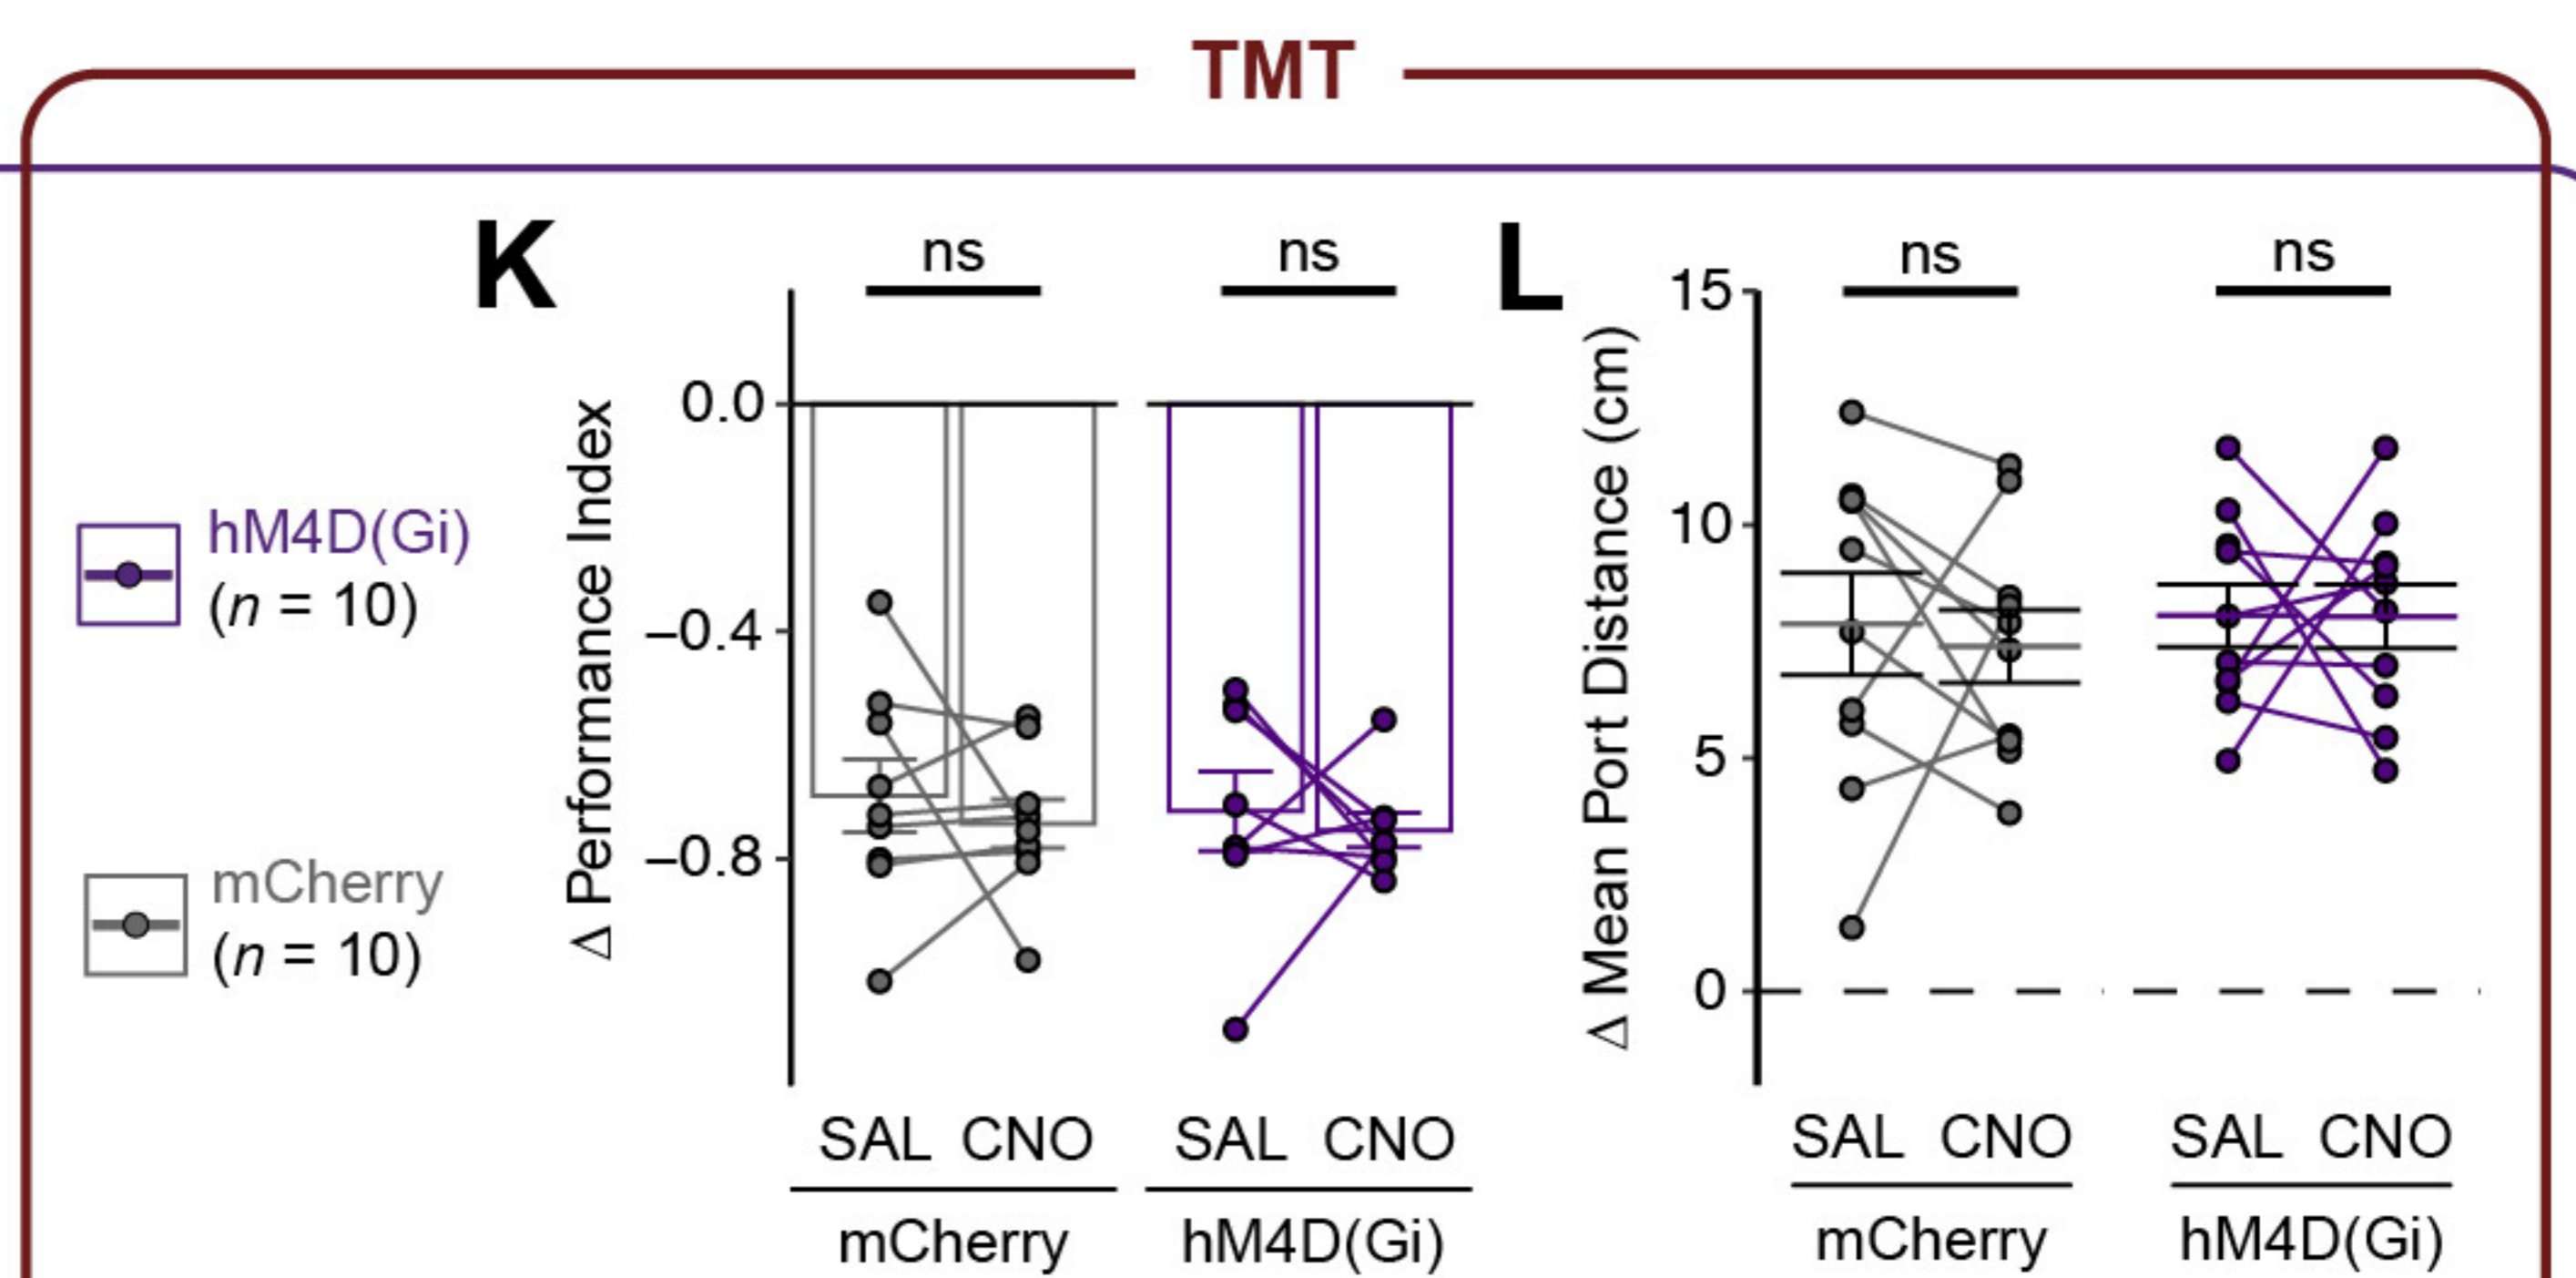 TMT
hM4D(Gi)
(n = 10)
mCherry
(n = 10)
K
ns
ns
Δ Performance Index
0.0
–0.4
–0.8
SAL CNO
SAL CNO
mCherry
hM4D(Gi)
L
ns
ns
Δ Mean Port Distance (cm)
15
10
5
0
SAL CNO
SAL CNO
mCherry
hM4D(Gi)